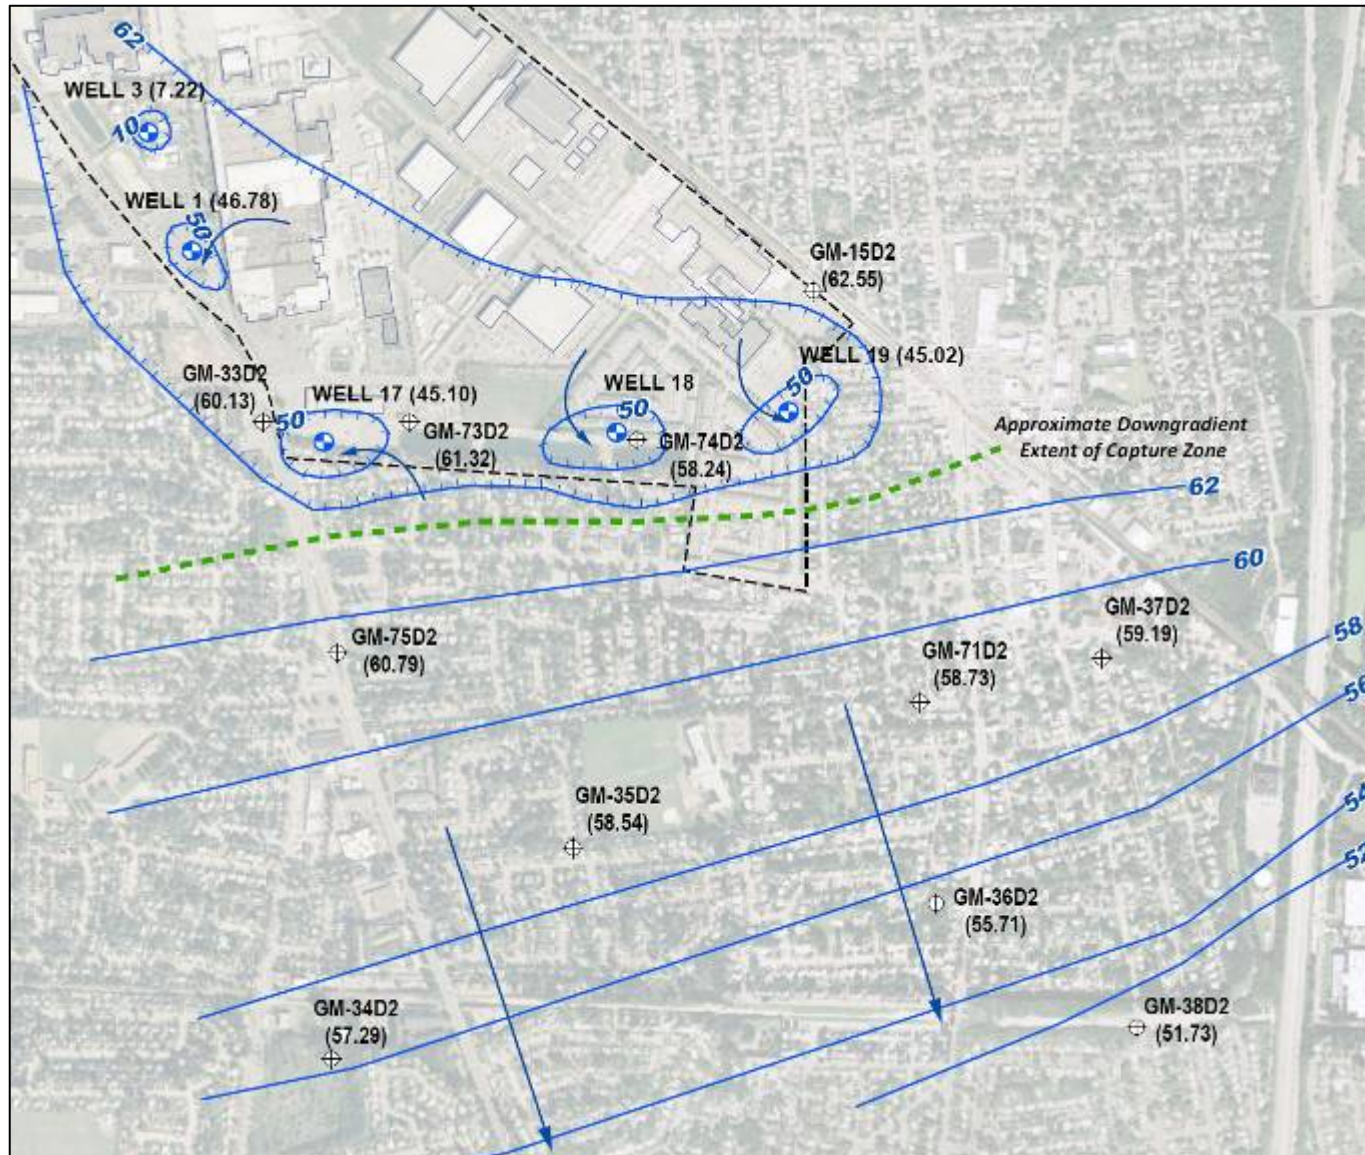 62
WELL 3 (7.22)
10
WELL 1 (46.78)
50
GM-15D2
(62.55)
WELL 19 (45.02)
50
GM-33D2
(60.13)
WELL 17 (45.10)
50
WELL 18
50
GM-73D2
(61.32)
GM-74D2
(58.24)
Approximate Downgradient
Extent of Capture Zone
62
60
GM-37D2
(59.19)
58
GM-75D2
(60.79)
GM-71D2
(58.73)
56
GM-35D2
(58.54)
54
52
GM-36D2
(55.71)
GM-34D2
(57.29)
GM-38D2
(51.73)